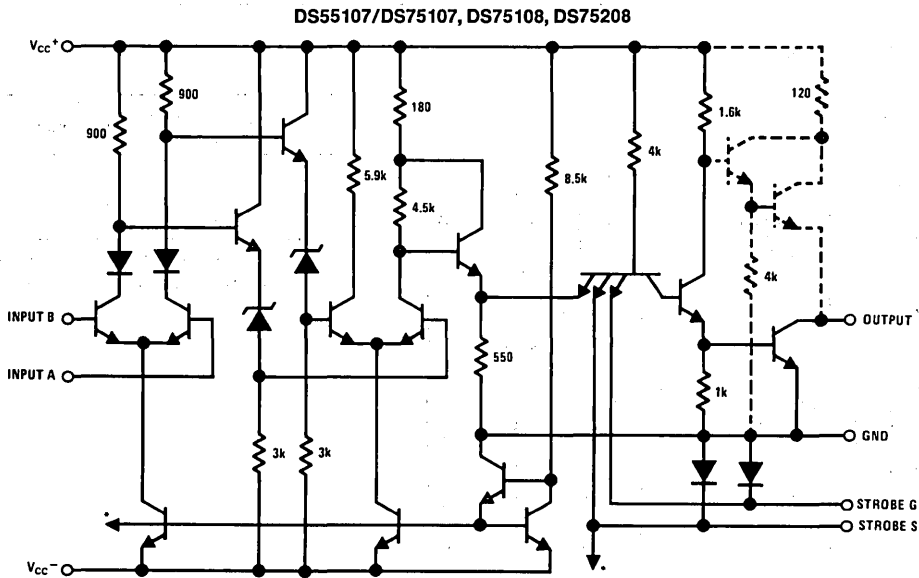 DS55107/DS75107, DS75108, DS75208
VCC+
900
900
180
1.6k
120
5.9k
4.5k
8.5k
4k
4k
INPUT B
OUTPUT Y
INPUT A
550
1k
GND
3k
3k
STROBE G
STROBE S
*
*
VCC−